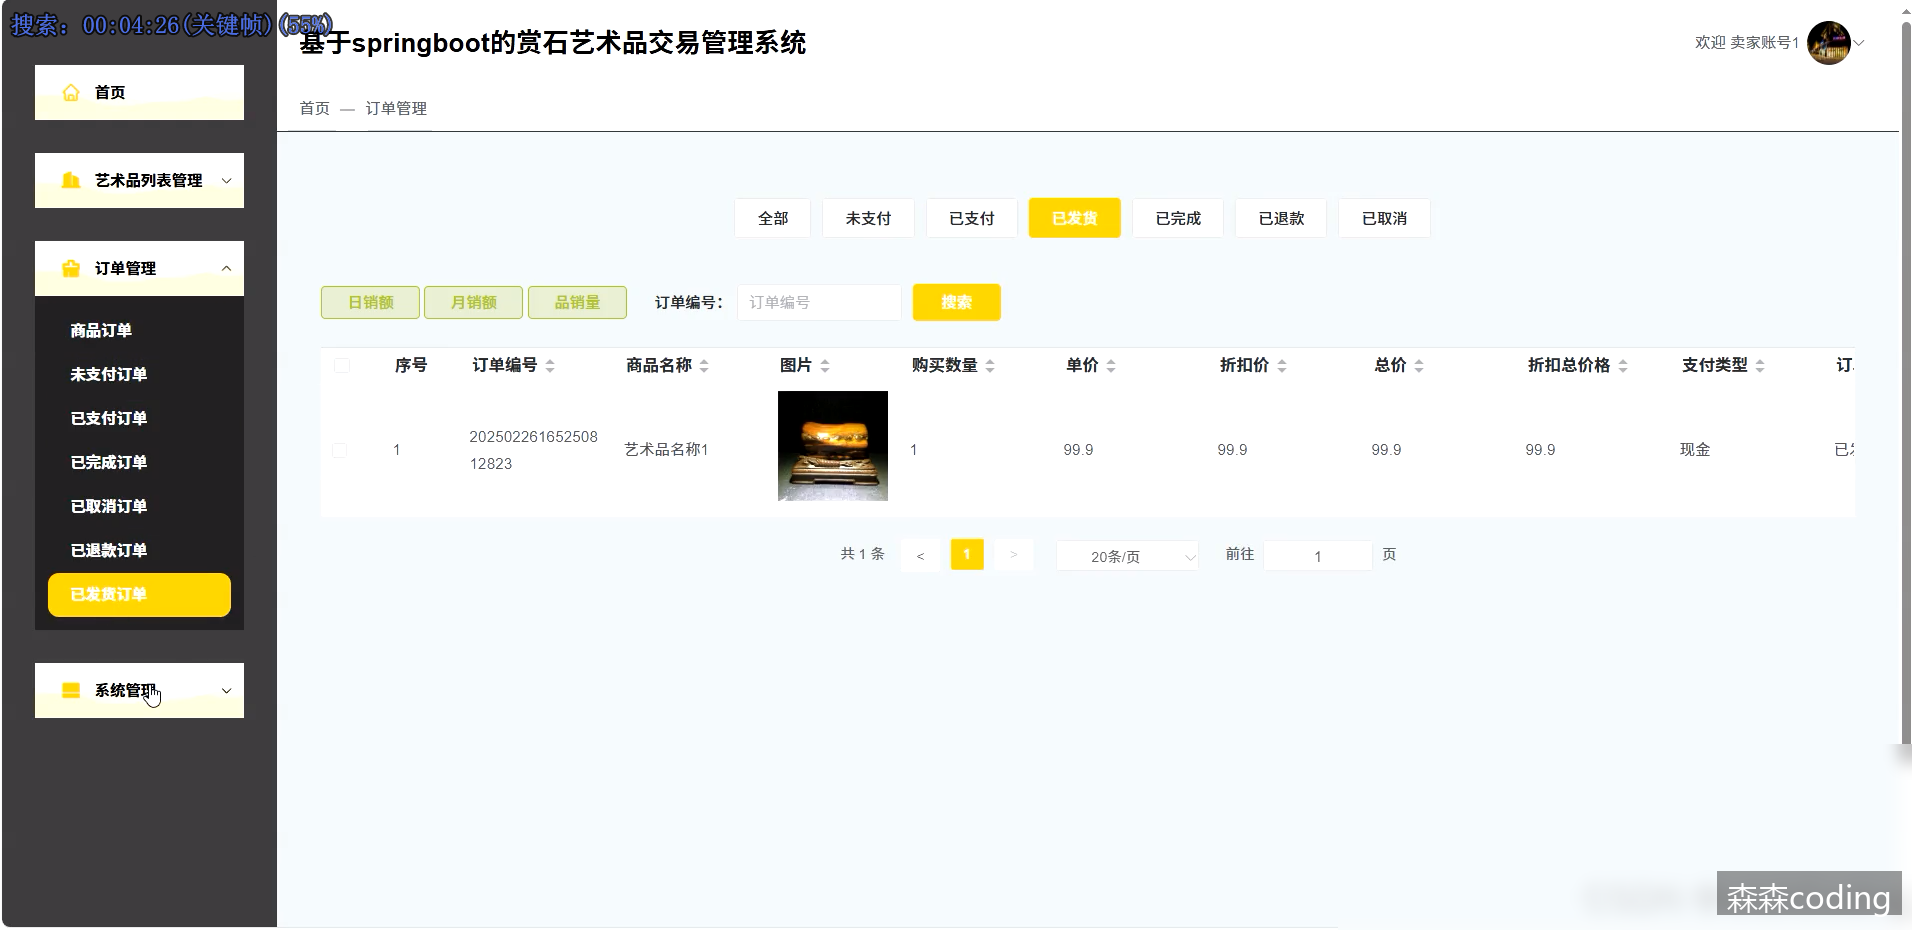 搜索：00:04:26(关键帧)(55%)
基于springboot的赏石艺术品交易管理系统
欢迎 卖家账号1
首页 — 订单管理
首页
艺术品列表管理
订单管理
商品订单
未支付订单
已支付订单
已完成订单
已取消订单
已退款订单
已发货订单
系统管理
全部 未支付 已支付 已发货 已完成 已退款 已取消
日销额 月销额 品销量 订单编号： 订单编号 搜索
序号 订单编号 商品名称 图片 购买数量 单价 折扣价 总价 折扣总价格 支付类型 订
1 202502261652508 艺术品名称1 1 99.9 99.9 99.9 99.9 现金 已
12823
共 1 条 < 1 > 20条/页 前往 1 页
森森coding